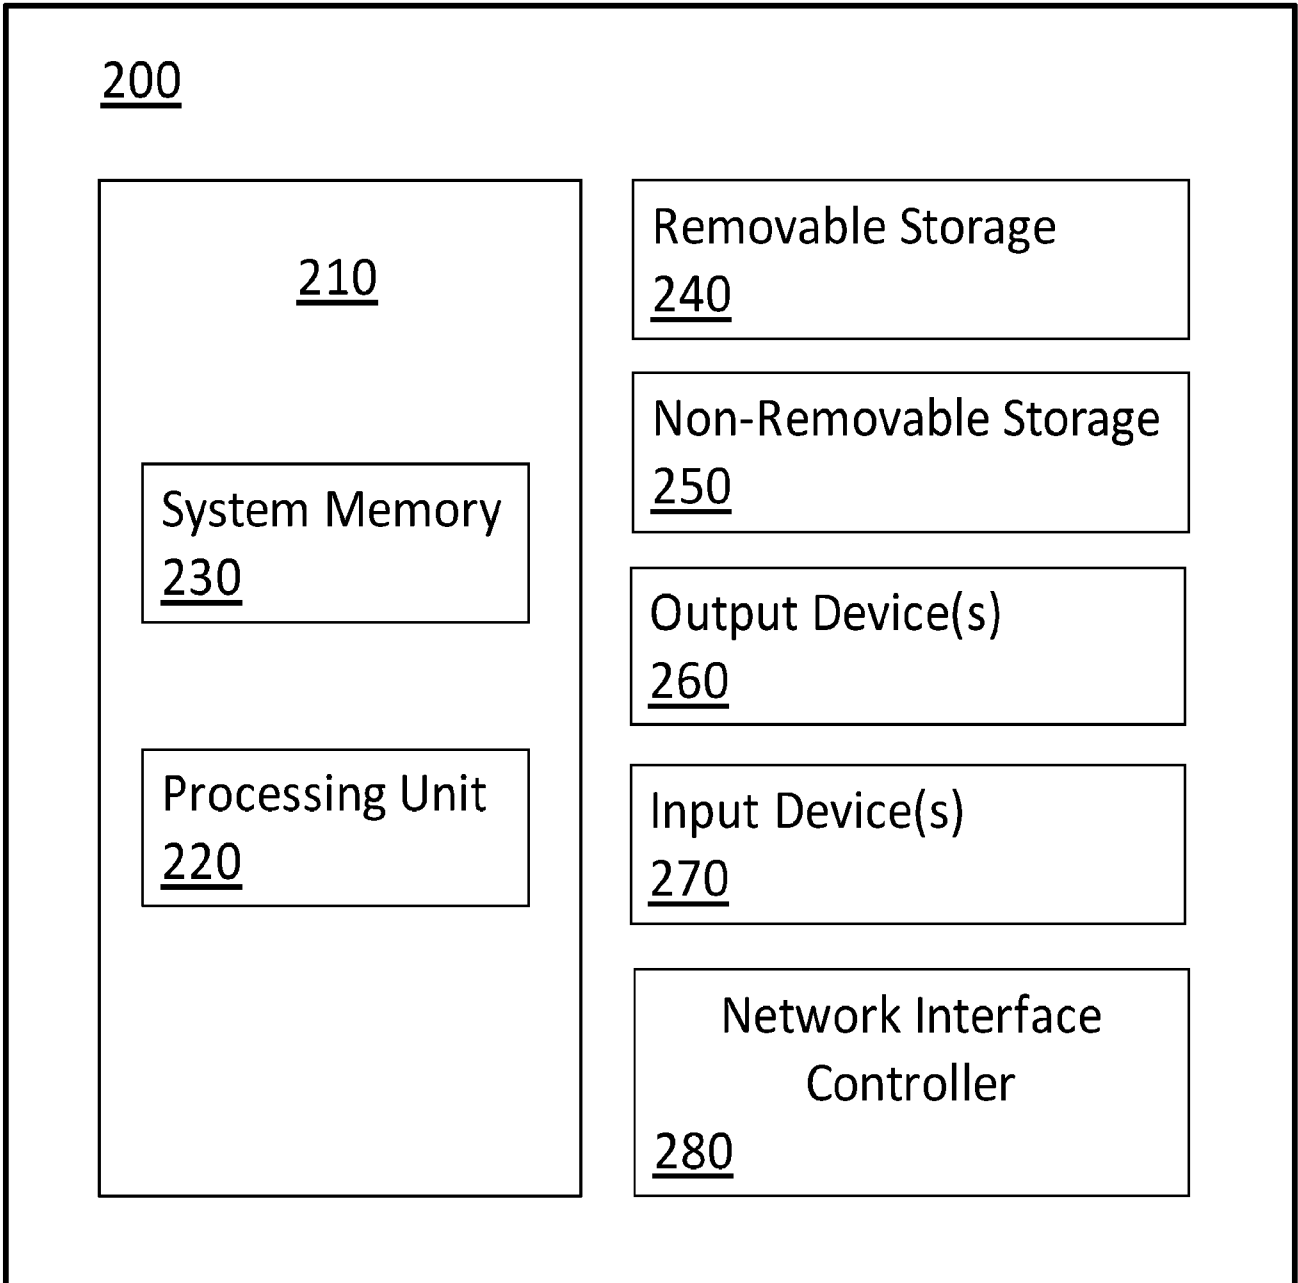 200
210
System Memory
230
Processing Unit
220
Removable Storage
240
Non-Removable Storage
250
Output Device(s)
260
Input Device(s)
270
Network Interface
Controller
280